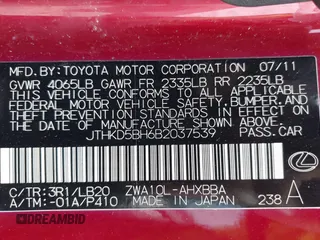 MFD.BY:TOYOTA MOTOR CORPORATION 07/11
GVWR 4065LB GAWR FR 2335LB RR 2235LB
THIS VEHICLE CONFORMS TO ALL APPLICABLE
FEDERAL MOTOR VEHICLE SAFETY, BUMPER, AND
THEFT PREVENTION STANDARDS IN EFFECT ON
THE DATE OF MANUFACTURE SHOWN ABOVE.
JTHKD5BH6B2037539 PASS.CAR
C/TR:3R1/LB20 ZWA10L-AHXBBA
A/TM:-01A/P410 MADE IN JAPAN 238 A
DREAMBID